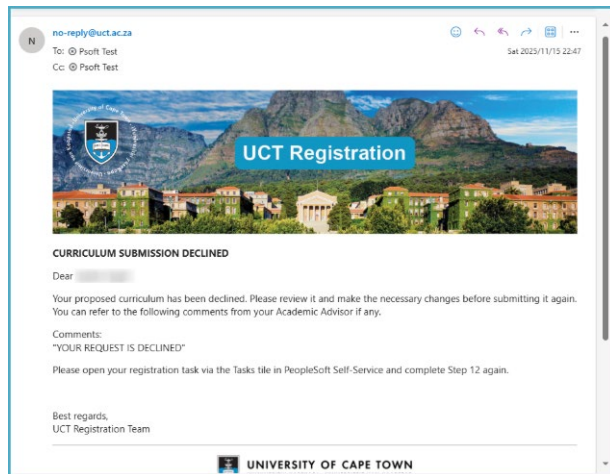 N
no-reply@uct.ac.za
To: Psoft Test
Sat 2025/11/15 22:47
Cc: Psoft Test
UCT Registration
CURRICULUM SUBMISSION DECLINED
Dear
Your proposed curriculum has been declined. Please review it and make the necessary changes before submitting it again.
You can refer to the following comments from your Academic Advisor if any.
Comments:
"YOUR REQUEST IS DECLINED"
Please open your registration task via the Tasks tile in PeopleSoft Self-Service and complete Step 12 again.
Best regards,
UCT Registration Team
UNIVERSITY OF CAPE TOWN